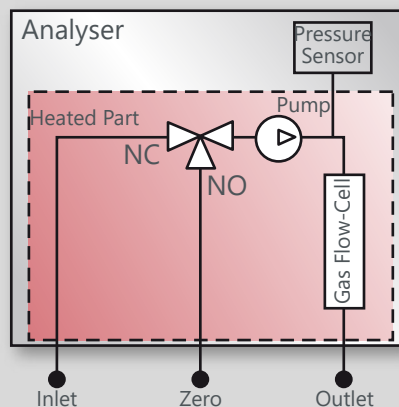 Analyser
Pressure
Sensor
Heated Part
Pump
NC
NO
Gas Flow-Cell
Inlet
Zero
Outlet